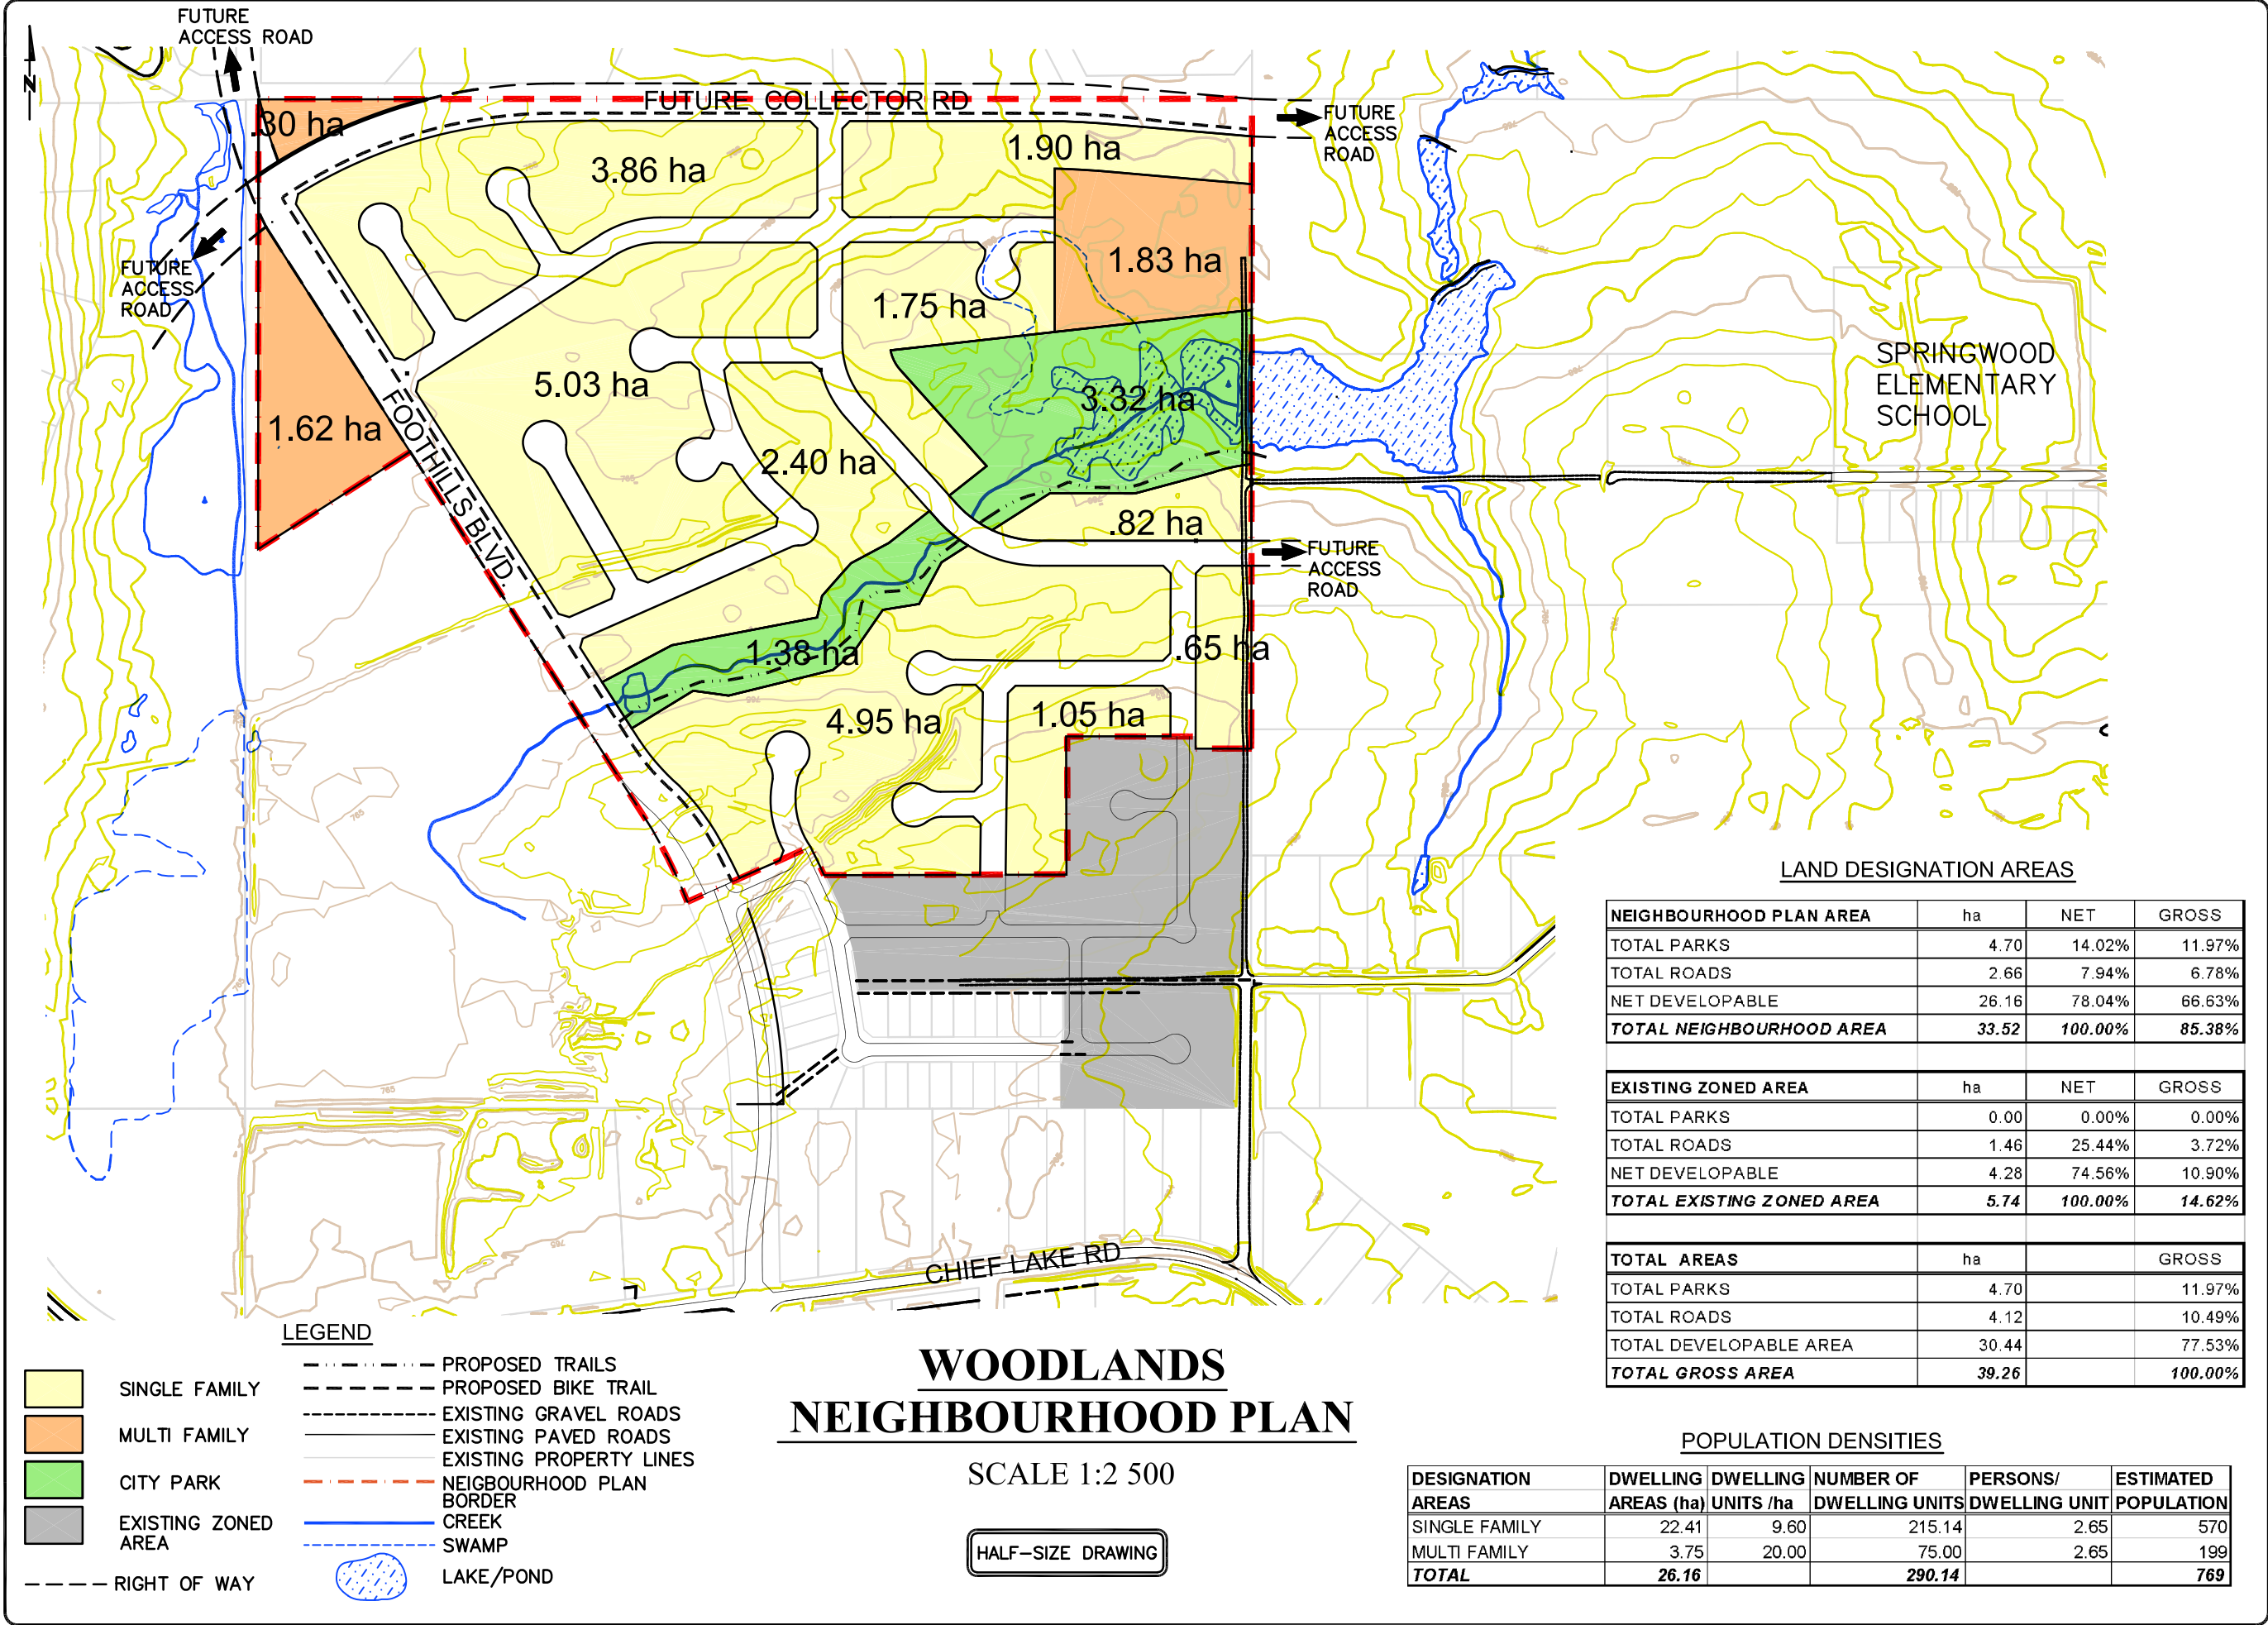 FUTURE
ACCESS ROAD
N
FUTURE COLLECTOR RD
FUTURE
ACCESS
ROAD
.30 ha
3.86 ha
1.90 ha
1.83 ha
FUTURE
ACCESS
ROAD
1.75 ha
5.03 ha
3.32 ha
1.62 ha
FOOTHILLS BLVD.
2.40 ha
SPRINGWOOD
ELEMENTARY
SCHOOL
.82 ha
FUTURE
ACCESS
ROAD
1.38 ha
.65 ha
4.95 ha
1.05 ha
CHIEF LAKE RD
LAND DESIGNATION AREAS
NEIGHBOURHOOD PLAN AREA ha NET GROSS
TOTAL PARKS 4.70 14.02% 11.97%
TOTAL ROADS 2.66 7.94% 6.78%
NET DEVELOPABLE 26.16 78.04% 66.63%
TOTAL NEIGHBOURHOOD AREA 33.52 100.00% 85.38%
EXISTING ZONED AREA ha NET GROSS
TOTAL PARKS 0.00 0.00% 0.00%
TOTAL ROADS 1.46 25.44% 3.72%
NET DEVELOPABLE 4.28 74.56% 10.90%
TOTAL EXISTING ZONED AREA 5.74 100.00% 14.62%
TOTAL AREAS ha GROSS
TOTAL PARKS 4.70 11.97%
TOTAL ROADS 4.12 10.49%
TOTAL DEVELOPABLE AREA 30.44 77.53%
TOTAL GROSS AREA 39.26 100.00%
LEGEND
SINGLE FAMILY
MULTI FAMILY
CITY PARK
EXISTING ZONED
AREA
RIGHT OF WAY
PROPOSED TRAILS
PROPOSED BIKE TRAIL
EXISTING GRAVEL ROADS
EXISTING PAVED ROADS
EXISTING PROPERTY LINES
NEIGBOURHOOD PLAN
BORDER
CREEK
SWAMP
LAKE/POND
WOODLANDS
NEIGHBOURHOOD PLAN
SCALE 1:2 500
HALF-SIZE DRAWING
POPULATION DENSITIES
DESIGNATION DWELLING DWELLING NUMBER OF PERSONS/ ESTIMATED
AREAS AREAS (ha) UNITS /ha DWELLING UNITS DWELLING UNIT POPULATION
SINGLE FAMILY 22.41 9.60 215.14 2.65 570
MULTI FAMILY 3.75 20.00 75.00 2.65 199
TOTAL 26.16 290.14 769